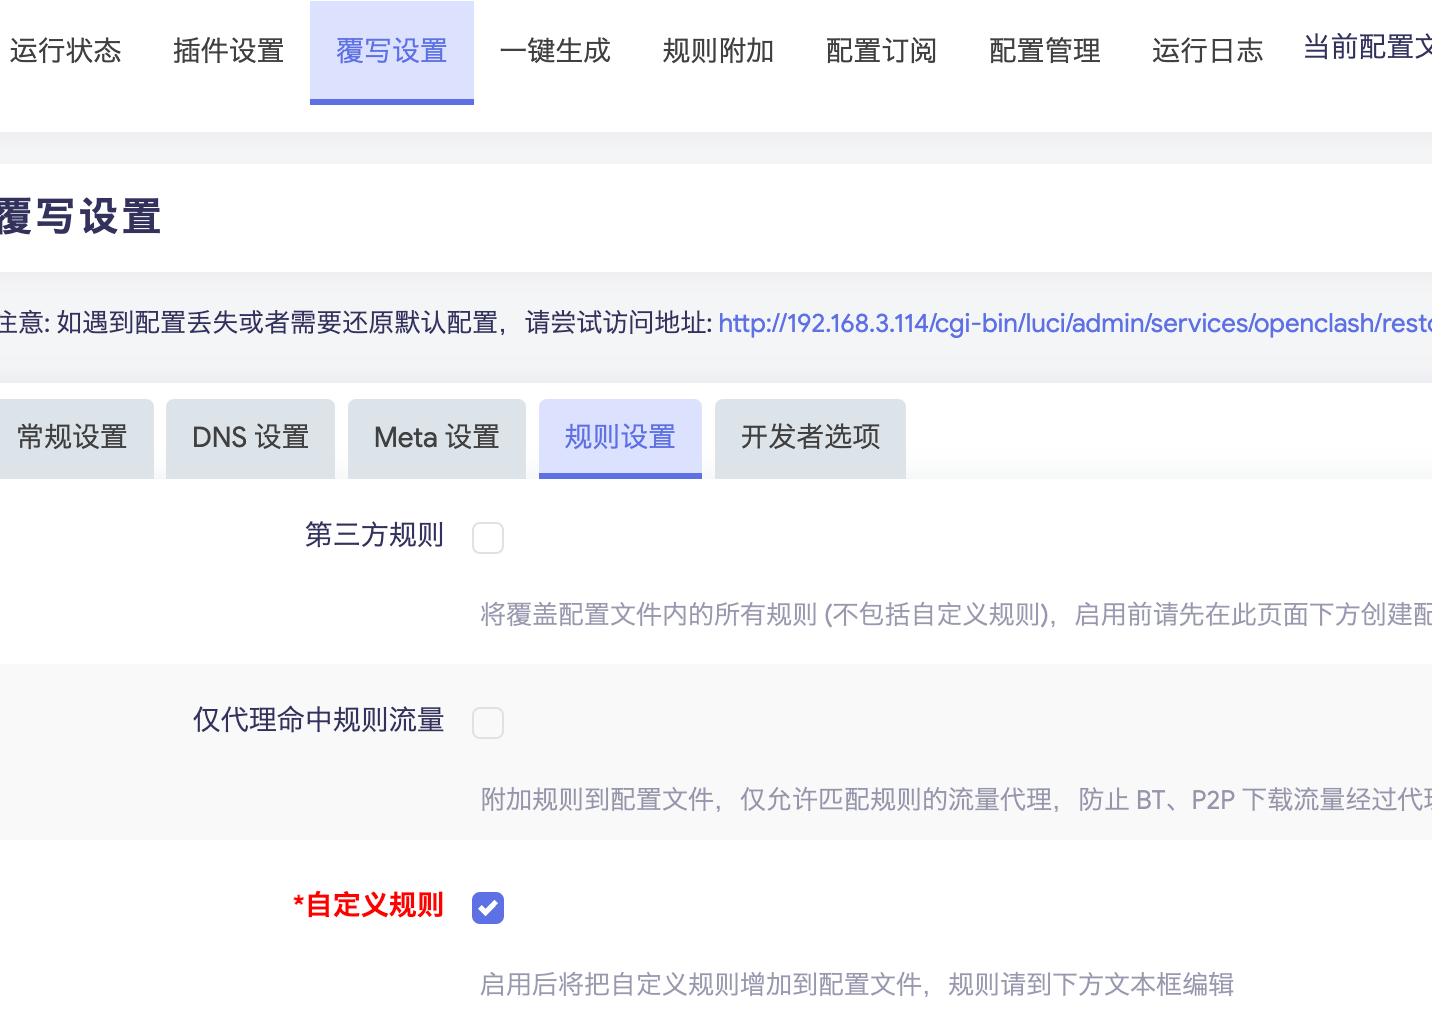 运行状态 插件设置 覆写设置 一键生成 规则附加 配置订阅 配置管理 运行日志 当前配置文
覆写设置
注意: 如遇到配置丢失或者需要还原默认配置，请尝试访问地址: http://192.168.3.114/cgi-bin/luci/admin/services/openclash/resto
常规设置 DNS 设置 Meta 设置 规则设置 开发者选项
第三方规则
将覆盖配置文件内的所有规则 (不包括自定义规则)，启用前请先在此页面下方创建配
仅代理命中规则流量
附加规则到配置文件，仅允许匹配规则的流量代理，防止 BT、P2P 下载流量经过代理
*自定义规则
启用后将把自定义规则增加到配置文件，规则请到下方文本框编辑